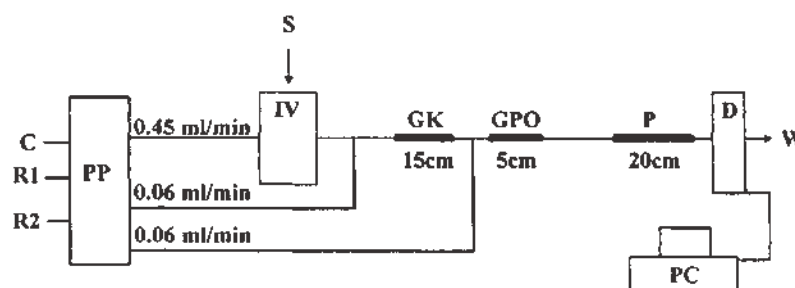 S
IV
0.45 ml/min
GK
GPO
P
D
C
W
15cm
5cm
20cm
R1
PP
0.06 ml/min
R2
0.06 ml/min
PC